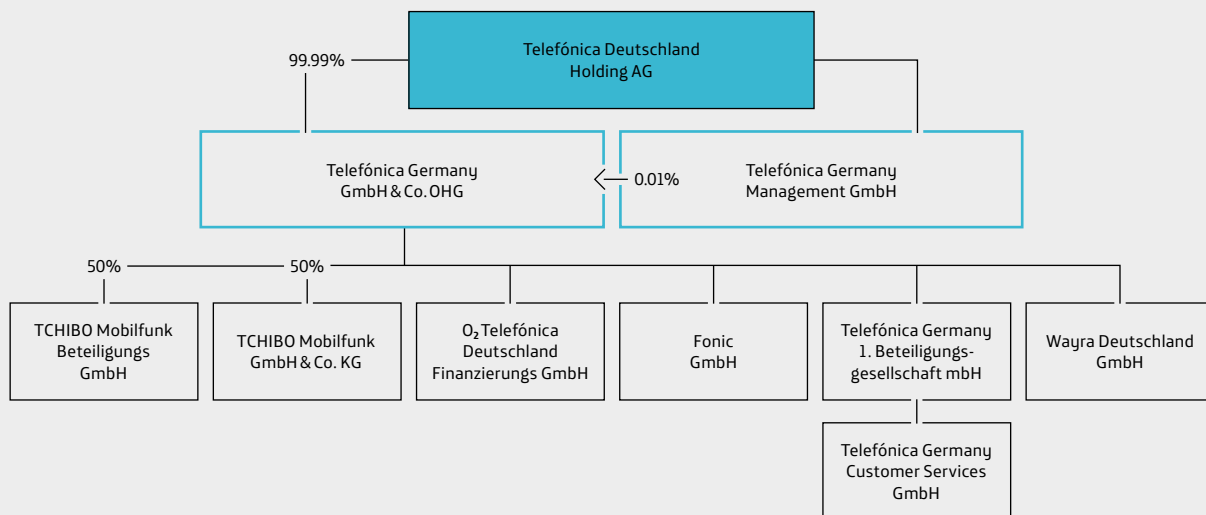 Telefónica Deutschland
Holding AG
99.99%
Telefónica Germany
GmbH & Co. OHG
0.01%
Telefónica Germany
Management GmbH
50%
50%
TCHIBO Mobilfunk
Beteiligungs
GmbH
TCHIBO Mobilfunk
GmbH & Co. KG
O₂ Telefónica
Deutschland
Finanzierungs GmbH
Fonic
GmbH
Telefónica Germany
1. Beteiligungs-
gesellschaft mbH
Wayra Deutschland
GmbH
Telefónica Germany
Customer Services
GmbH